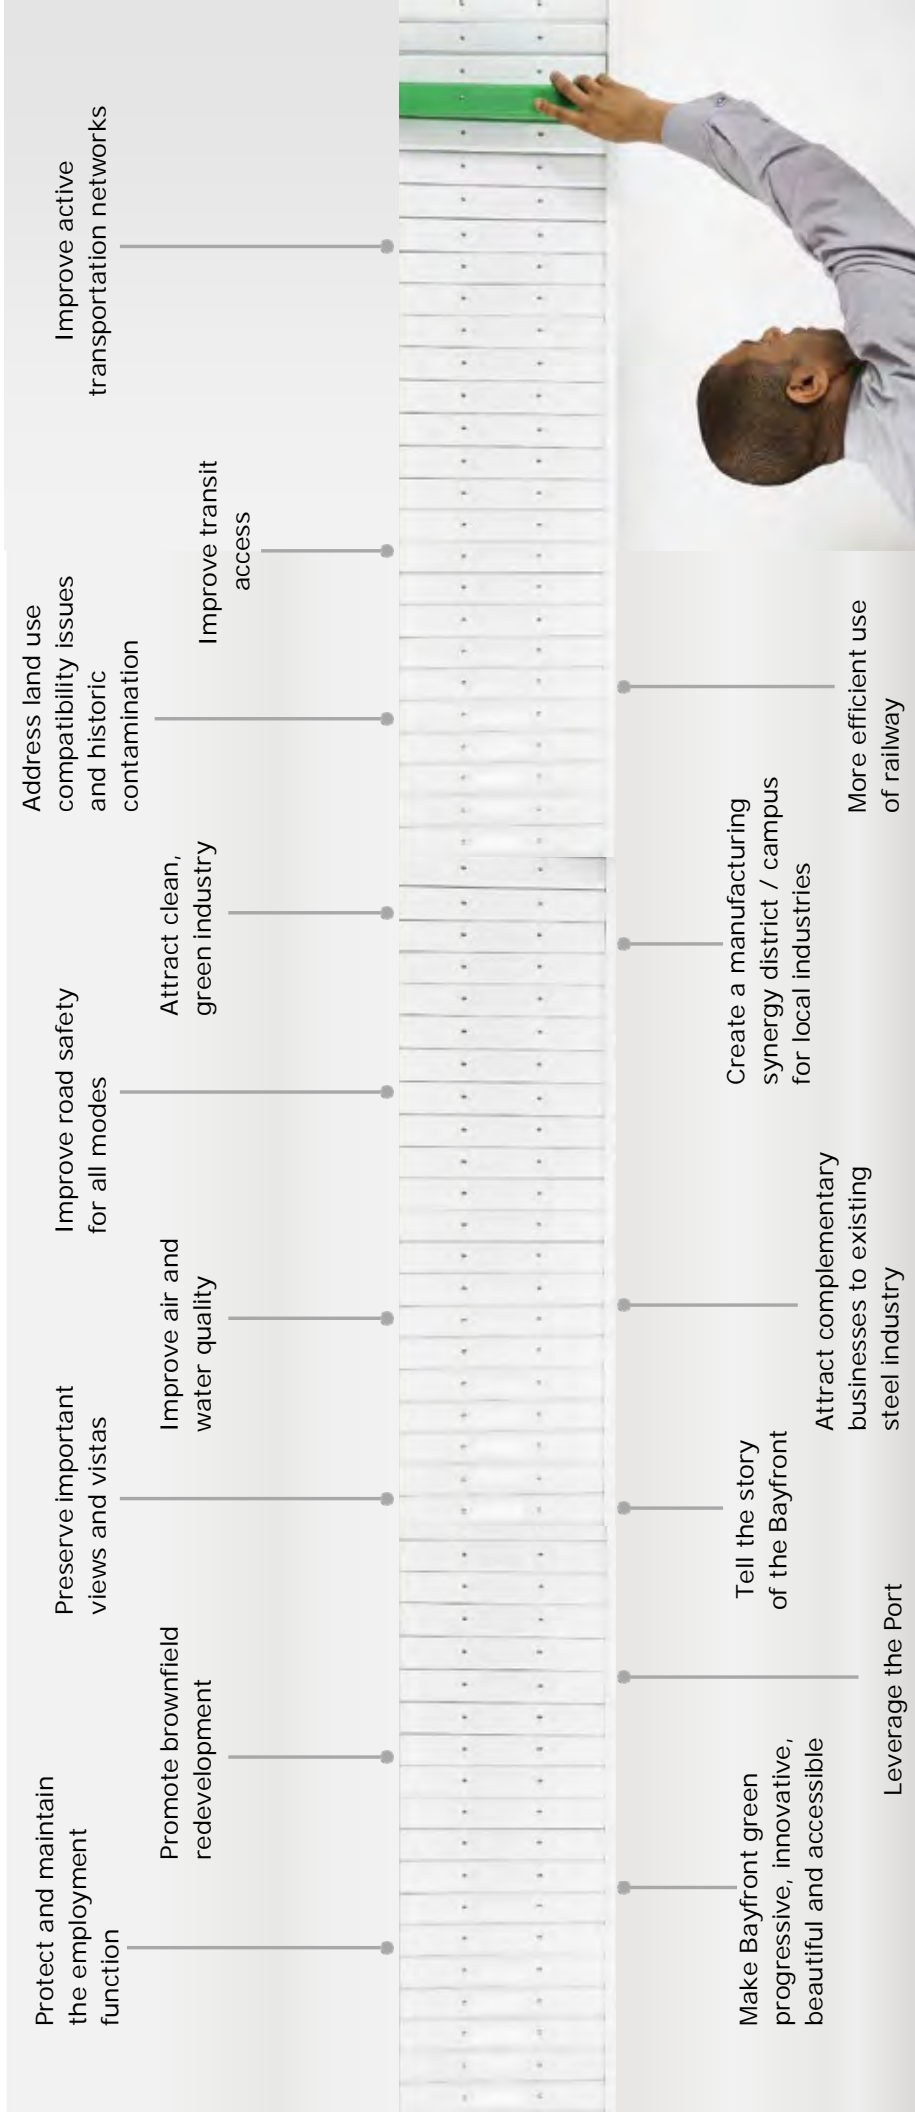 Protect and maintain
the employment
function
Promote brownfield
redevelopment
Preserve important
views and vistas
Improve air and
water quality
Improve road safety
for all modes
Attract clean,
green industry
Address land use
compatibility issues
and historic
contamination
Improve transit
access
Improve active
transportation networks
Make Bayfront green
progressive, innovative,
beautiful and accessible
Leverage the Port
Tell the story
of the Bayfront
Attract complementary
businesses to existing
steel industry
Create a manufacturing
synergy district / campus
for local industries
More efficient use
of railway